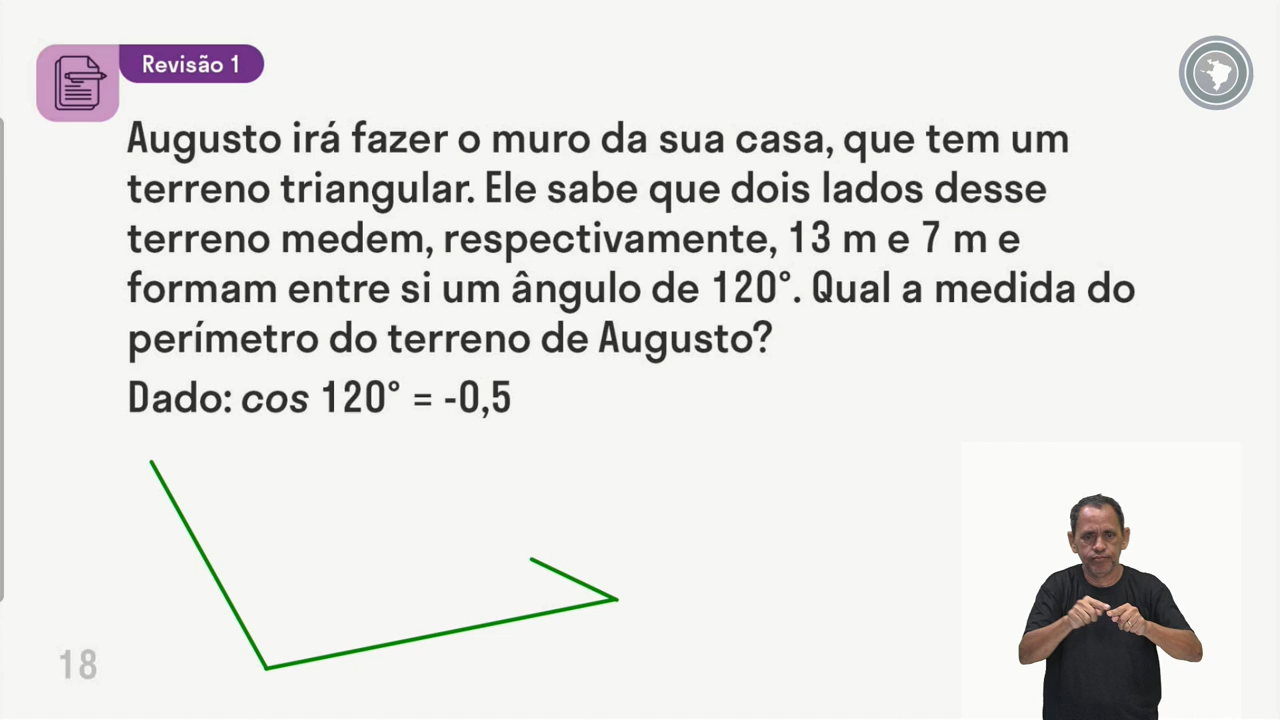 Revisão 1
Augusto irá fazer o muro da sua casa, que tem um
terreno triangular. Ele sabe que dois lados desse
terreno medem, respectivamente, 13 m e 7 m e
formam entre si um ângulo de 120°. Qual a medida do
perímetro do terreno de Augusto?
Dado: cos 120° = -0,5
18